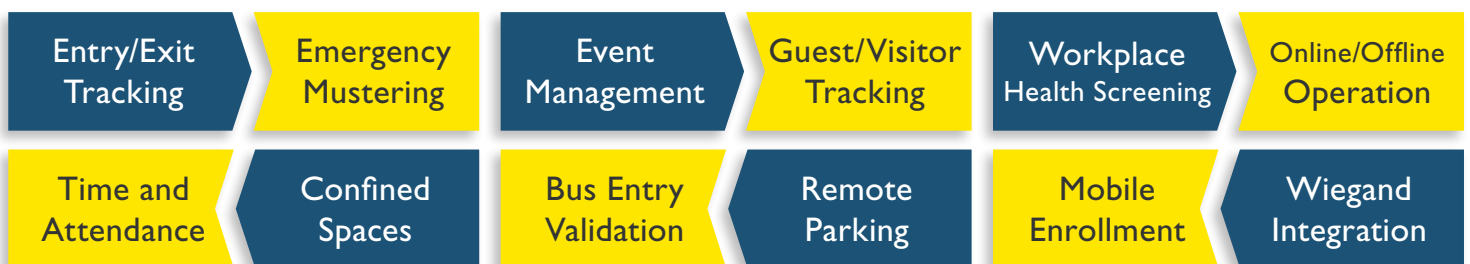 Entry/Exit
Tracking
Emergency
Mustering
Event
Management
Guest/Visitor
Tracking
Workplace
Health Screening
Online/Offline
Operation
Time and
Attendance
Confined
Spaces
Bus Entry
Validation
Remote
Parking
Mobile
Enrollment
Wiegand
Integration